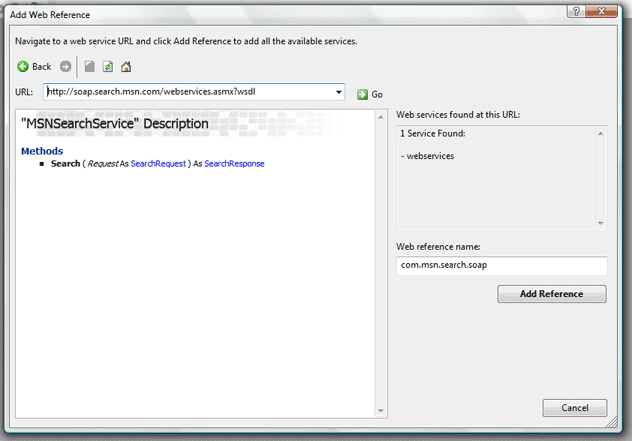 Add Web Reference
?
X
Navigate to a web service URL and click Add Reference to add all the available services.
Back
URL:
http://soap.search.msn.com/webservices.asmx?wsdl
Go
"MSNSearchService" Description
Methods
Search ( Request As SearchRequest ) As SearchResponse
Web services found at this URL:
1 Service Found:
- webservices
Web reference name:
com.msn.search.soap
Add Reference
Cancel